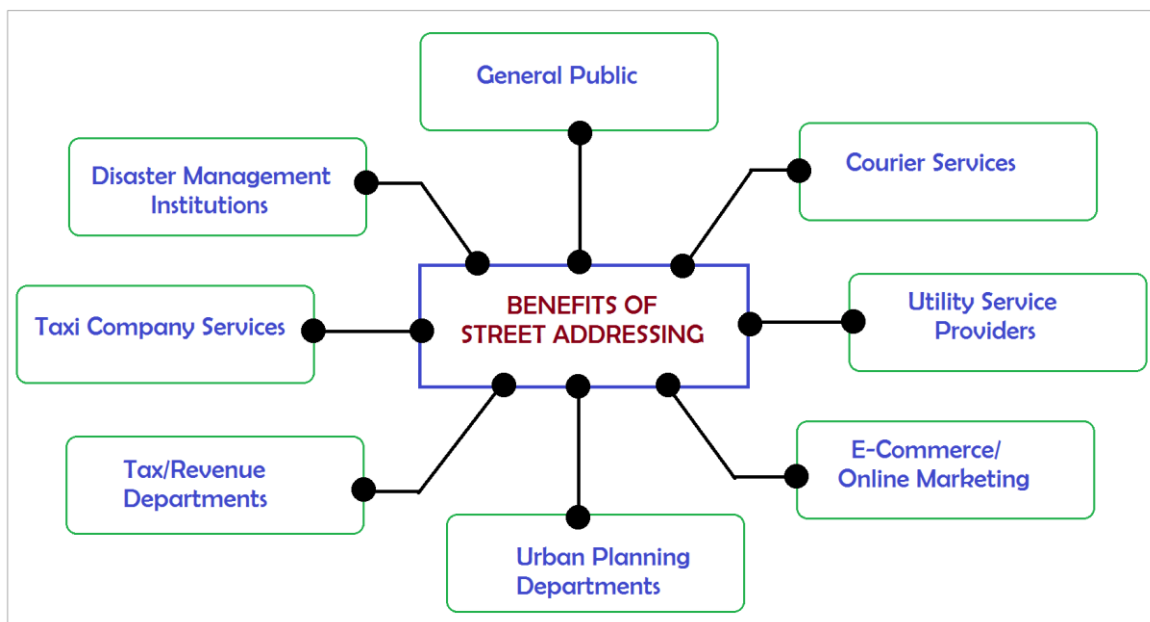 General Public
Disaster Management
Institutions
Courier Services
BENEFITS OF
STREET ADDRESSING
Taxi Company Services
Utility Service
Providers
Tax/Revenue
Departments
E-Commerce/
Online Marketing
Urban Planning
Departments